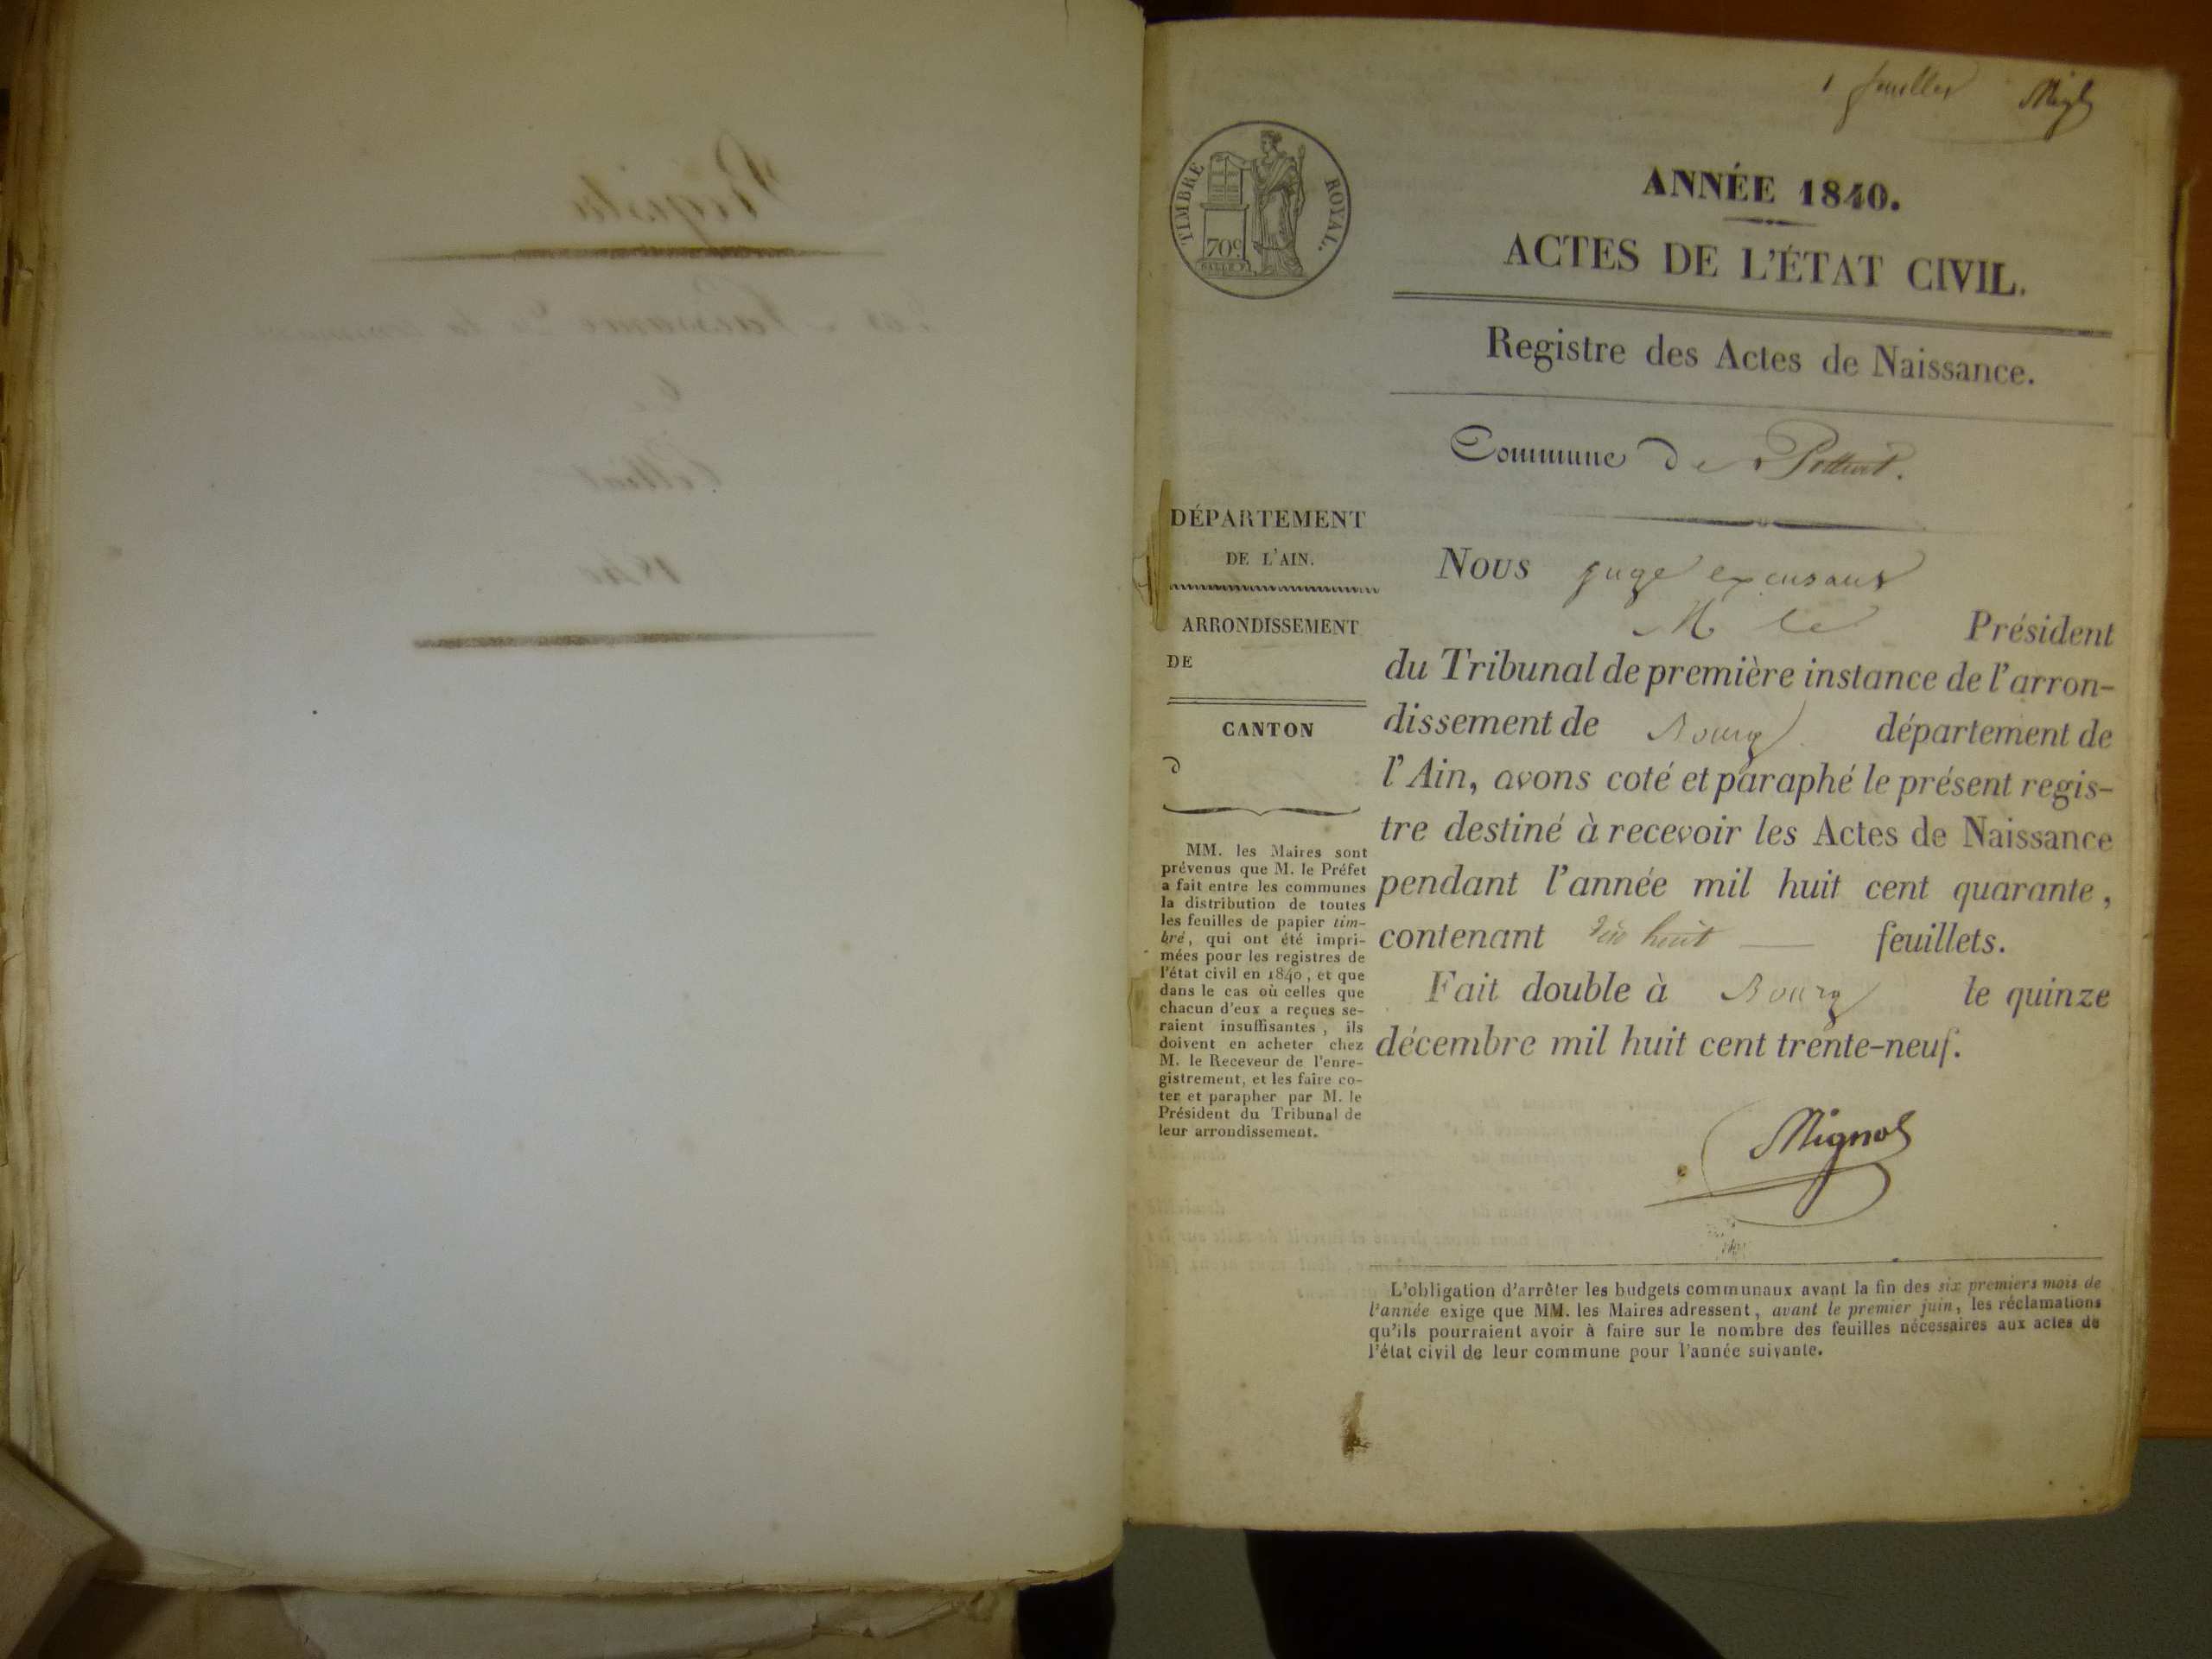 1 feuillet
TIMBRE ROYAL.
70c
ANNÉE 1840.
ACTES DE L'ÉTAT CIVIL.
Registre des Actes de Naissance.
Commune de
DÉPARTEMENT
DE L'AIN.
ARRONDISSEMENT
DE
CANTON
d
MM. les Maires sont
prévenus que M. le Préfet
a fait entre les communes
la distribution de toutes
les feuilles de papier tim-
bré, qui ont été impri-
mées pour les registres de
l'état civil en 1840, et que
dans le cas où celles que
chacun d'eux a reçues se-
raient insuffisantes, ils
doivent en acheter chez
M. le Receveur de l'enre-
gistrement, et les faire co-
ter et parapher par M. le
Président du Tribunal de
leur arrondissement.
Nous juge excusant
M le Président
du Tribunal de première instance de l'arron-
dissement de Bourg département de
l'Ain, avons coté et paraphé le présent regis-
tre destiné à recevoir les Actes de Naissance
pendant l'année mil huit cent quarante,
contenant dix huit feuillets.
Fait double à Bourg le quinze
décembre mil huit cent trente-neuf.
L'obligation d'arrêter les budgets communaux avant la fin des six premiers mois de
l'année exige que MM. les Maires adressent, avant le premier juin, les réclamations
qu'ils pourraient avoir à faire sur le nombre des feuilles nécessaires aux actes de
l'état civil de leur commune pour l'année suivante.